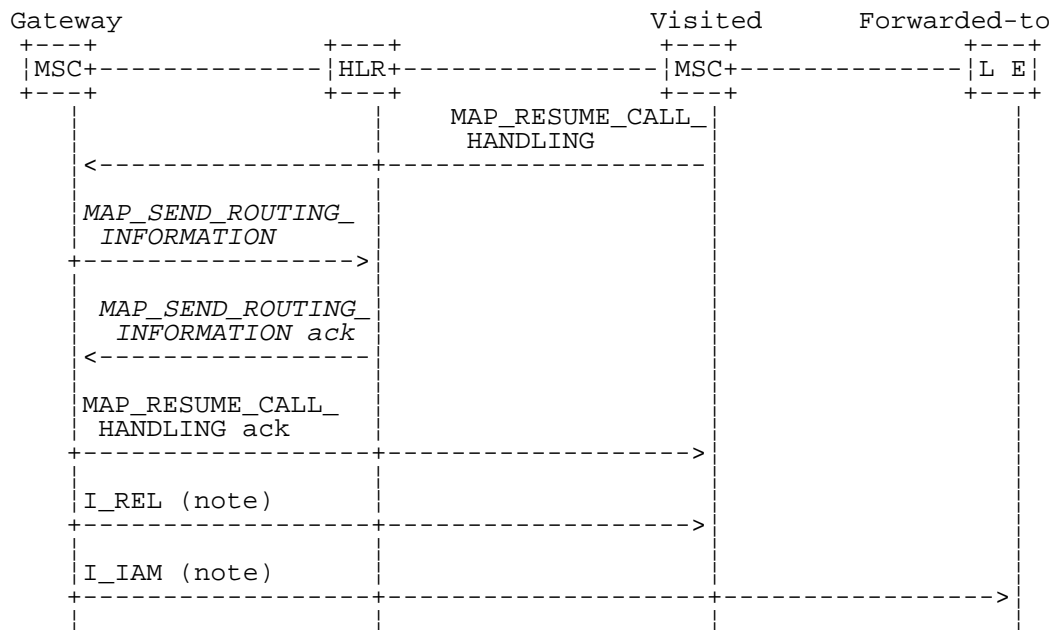 Gateway Visited Forwarded-to
MSC HLR MSC L E
MAP_RESUME_CALL_
HANDLING
MAP_SEND_ROUTING_
INFORMATION
MAP_SEND_ROUTING_
INFORMATION ack
MAP_RESUME_CALL_
HANDLING ack
I_REL (note)
I_IAM (note)